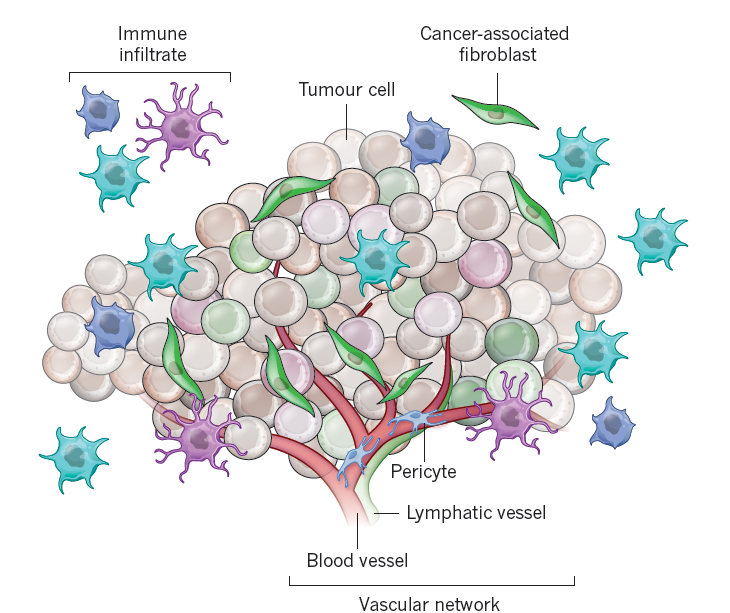 Immune
infiltrate
Cancer-associated
fibroblast
Tumour cell
Pericyte
Lymphatic vessel
Blood vessel
Vascular network